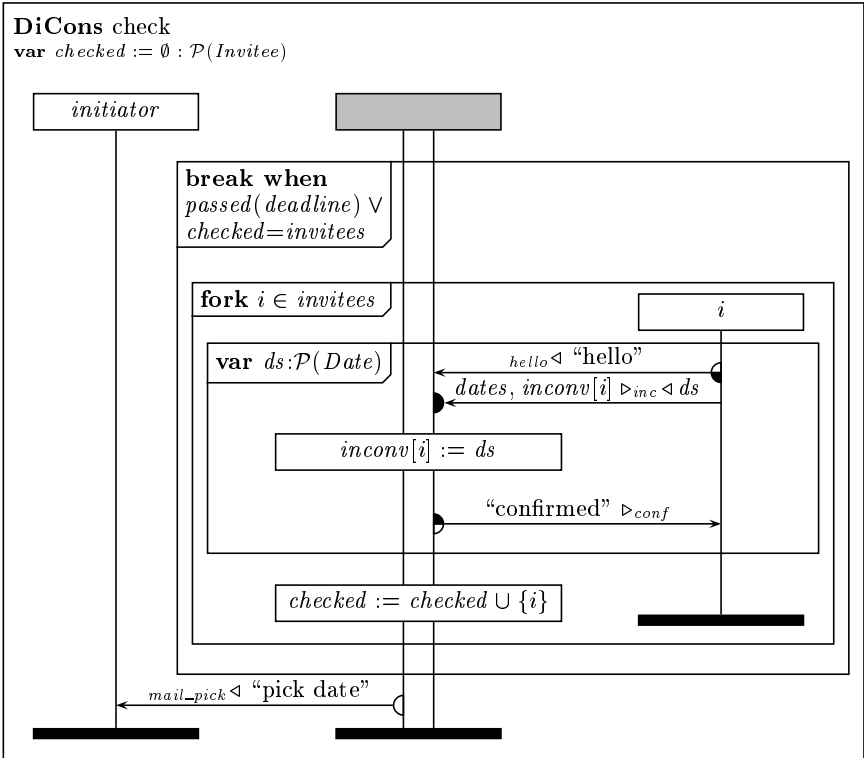 DiCons check
var checked := ∅ : P(Invitee)
initiator
break when
passed(deadline) ∨
checked=invitees
fork i ∈ invitees
i
var ds:P(Date)
hello◁ “hello”
dates, inconv[i] ▷inc ◁ ds
inconv[i] := ds
“confirmed” ▷conf
checked := checked ∪ {i}
mail_pick◁ “pick date”